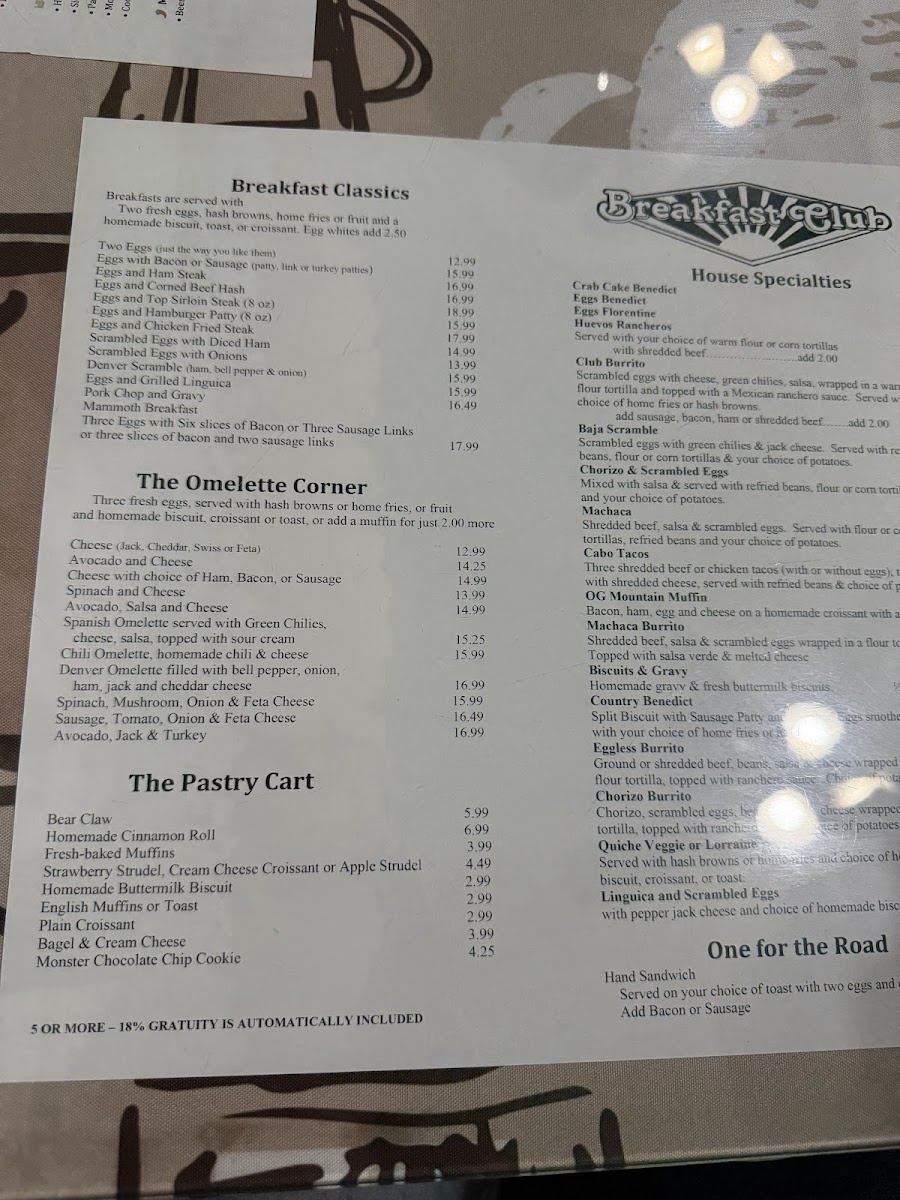 Breakfast Classics
Breakfasts are served with
Two fresh eggs, hash browns, home fries or fruit and a
homemade biscuit, toast, or croissant. Egg whites add 2.50
Two Eggs (just the way you like them) 12.99
Eggs with Bacon or Sausage (patty, link or turkey patties) 15.99
Eggs and Ham Steak 16.99
Eggs and Corned Beef Hash 16.99
Eggs and Top Sirloin Steak (8 oz) 18.99
Eggs and Hamburger Patty (8 oz) 15.99
Eggs and Chicken Fried Steak 17.99
Scrambled Eggs with Diced Ham 14.99
Scrambled Eggs with Onions 13.99
Denver Scramble (ham, bell pepper & onion) 15.99
Eggs and Grilled Linguica 15.99
Pork Chop and Gravy 16.49
Mammoth Breakfast
Three Eggs with Six slices of Bacon or Three Sausage Links
or three slices of bacon and two sausage links 17.99
The Omelette Corner
Three fresh eggs, served with hash browns or home fries, or fruit
and homemade biscuit, croissant or toast, or add a muffin for just 2.00 more
Cheese (Jack, Cheddar, Swiss or Feta) 12.99
Avocado and Cheese 14.25
Cheese with choice of Ham, Bacon, or Sausage 14.99
Spinach and Cheese 13.99
Avocado, Salsa and Cheese 14.99
Spanish Omelette served with Green Chilies,
cheese, salsa, topped with sour cream 15.25
Chili Omelette, homemade chili & cheese 15.99
Denver Omelette filled with bell pepper, onion,
ham, jack and cheddar cheese 16.99
Spinach, Mushroom, Onion & Feta Cheese 15.99
Sausage, Tomato, Onion & Feta Cheese 16.49
Avocado, Jack & Turkey 16.99
The Pastry Cart
Bear Claw 5.99
Homemade Cinnamon Roll 6.99
Fresh-baked Muffins 3.99
Strawberry Strudel, Cream Cheese Croissant or Apple Strudel 4.49
Homemade Buttermilk Biscuit 2.99
English Muffins or Toast 2.99
Plain Croissant 2.99
Bagel & Cream Cheese 3.99
Monster Chocolate Chip Cookie 4.25
5 OR MORE – 18% GRATUITY IS AUTOMATICALLY INCLUDED
Breakfast Club
House Specialties
Crab Cake Benedict
Eggs Benedict
Eggs Florentine
Huevos Rancheros
Served with your choice of warm flour or corn tortillas
with shredded beef........................add 2.00
Club Burrito
Scrambled eggs with cheese, green chilies, salsa, wrapped in a
flour tortilla and topped with a Mexican ranchero sauce. Served
choice of home fries or hash browns.
add sausage, bacon, ham or shredded beef.......add 2.00
Baja Scramble
Scrambled eggs with green chilies & jack cheese. Served with
beans, flour or corn tortillas & your choice of potatoes.
Chorizo & Scrambled Eggs
Mixed with salsa & served with refried beans, flour or corn
and your choice of potatoes.
Machaca
Shredded beef, salsa & scrambled eggs. Served with flour or
tortillas, refried beans and your choice of potatoes.
Cabo Tacos
Three shredded beef or chicken tacos (with or without eggs),
with shredded cheese, served with refried beans & choice of
OG Mountain Muffin
Bacon, ham, egg and cheese on a homemade croissant with a
Machaca Burrito
Shredded beef, salsa & scrambled eggs wrapped in a flour
Topped with salsa verde & melted cheese
Biscuits & Gravy
Homemade gravy & fresh buttermilk biscuits.
Country Benedict
Split Biscuit with Sausage Patty and Eggs
with your choice of home fries or
Eggless Burrito
Ground or shredded beef, beans, salsa & cheese wrapped
flour tortilla, topped with ranchero sauce. Choice of
Chorizo Burrito
Chorizo, scrambled eggs, cheese wrapped
tortilla, topped with of potatoes
Quiche Veggie or Lorraine
Served with hash browns or home fries and choice of
biscuit, croissant, or toast.
Linguica and Scrambled Eggs
with pepper jack cheese and choice of homemade
One for the Road
Hand Sandwich
Served on your choice of toast with two eggs and
Add Bacon or Sausage